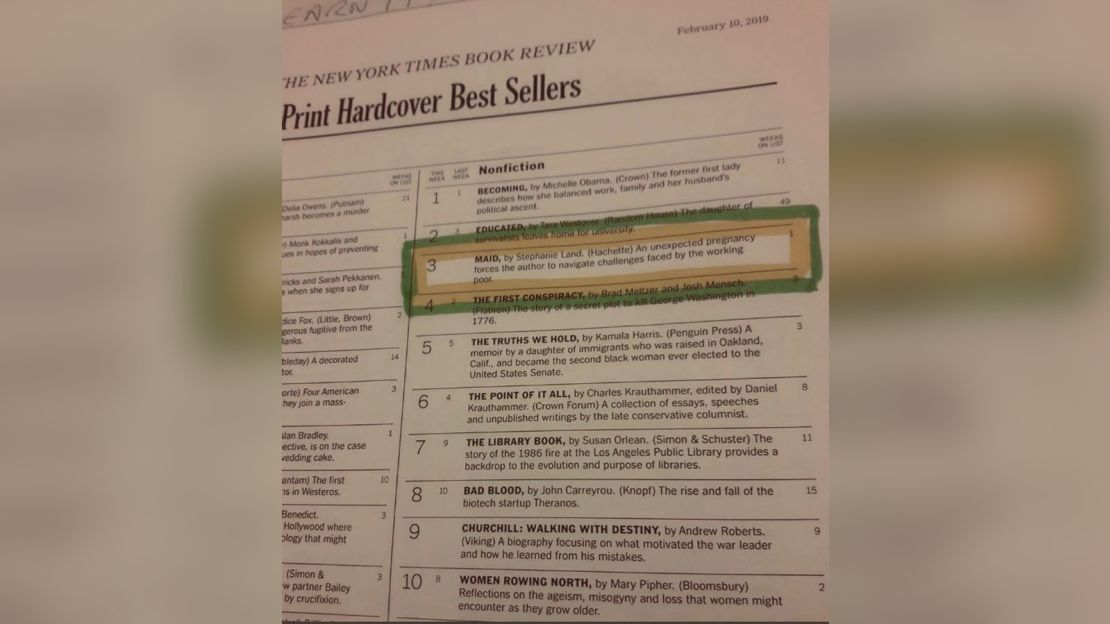 EARN IT
February 10, 2019
THE NEW YORK TIMES BOOK REVIEW
Print Hardcover Best Sellers
WEEKS
ON LIST
21
Delia Owens. (Putnam)
marsh becomes a murder
1
Monk Kokkalis and
ues in hopes of preventing
ricks and Sarah Pekkanen.
s when she signs up for
2
dice Fox. (Little, Brown)
gerous fugitive from the
14
bleday) A decorated
tor.
3
orte) Four American
hey join a mass-
1
Alan Bradley.
ective, is on the case
vedding cake.
10
antam) The first
ns in Westeros.
3
Benedict.
Hollywood where
ology that might
3
(Simon &
w partner Bailey
by crucifixion.
THIS
WEEK
LAST
WEEK
Nonfiction
WEEKS
ON LIST
1 1 BECOMING, by Michelle Obama. (Crown) The former first lady 11
describes how she balanced work, family and her husband's
political ascent.
2 3 EDUCATED, by Tara Westover. (Random House) The daughter of 49
survivalists leaves home for university.
3 MAID, by Stephanie Land. (Hachette) An unexpected pregnancy 1
forces the author to navigate challenges faced by the working
poor.
4 2 THE FIRST CONSPIRACY, by Brad Meltzer and Josh Mensch. 3
(Flatiron) The story of a secret plot to kill George Washington in
1776.
5 5 THE TRUTHS WE HOLD, by Kamala Harris. (Penguin Press) A 3
memoir by a daughter of immigrants who was raised in Oakland,
Calif., and became the second black woman ever elected to the
United States Senate.
6 4 THE POINT OF IT ALL, by Charles Krauthammer, edited by Daniel 8
Krauthammer. (Crown Forum) A collection of essays, speeches
and unpublished writings by the late conservative columnist.
7 9 THE LIBRARY BOOK, by Susan Orlean. (Simon & Schuster) The 11
story of the 1986 fire at the Los Angeles Public Library provides a
backdrop to the evolution and purpose of libraries.
8 10 BAD BLOOD, by John Carreyrou. (Knopf) The rise and fall of the 15
biotech startup Theranos.
9 CHURCHILL: WALKING WITH DESTINY, by Andrew Roberts. 9
(Viking) A biography focusing on what motivated the war leader
and how he learned from his mistakes.
10 8 WOMEN ROWING NORTH, by Mary Pipher. (Bloomsbury) 2
Reflections on the ageism, misogyny and loss that women might
encounter as they grow older.